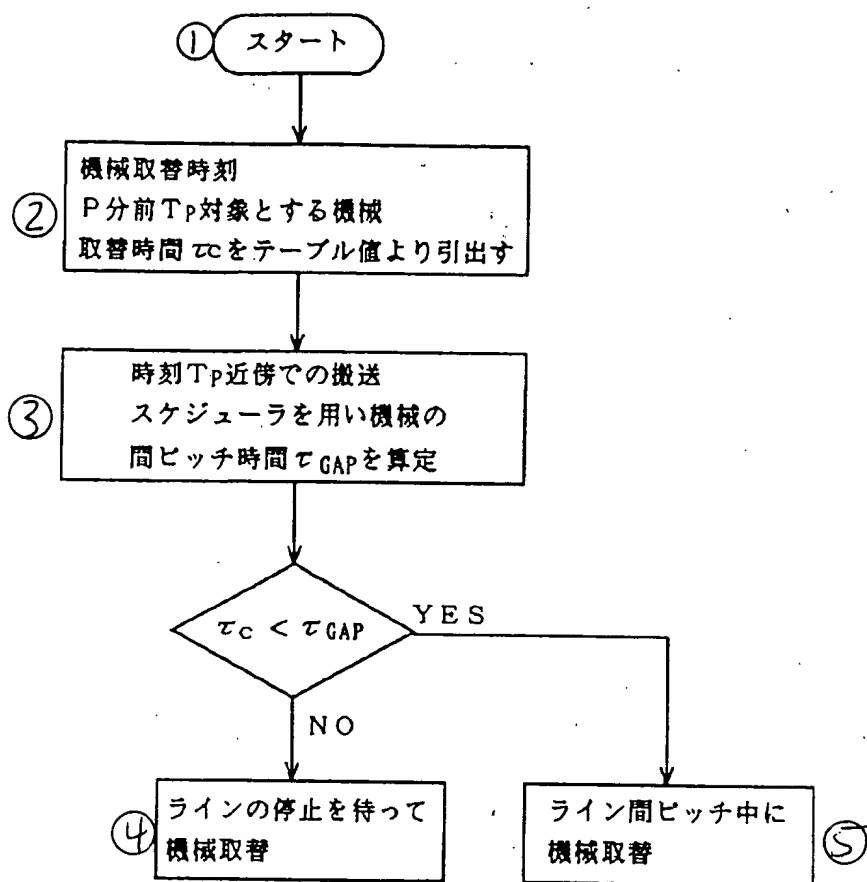 ① スタート
機械取替時刻
② P分前TP対象とする機械
取替時間τCをテーブル値より引出す
時刻TP近傍での搬送
③ スケジューラを用い機械の
間ピッチ時間τGAPを算定
τC < τGAP
YES
NO
④ ラインの停止を待って
機械取替
ライン間ピッチ中に ⑤
機械取替